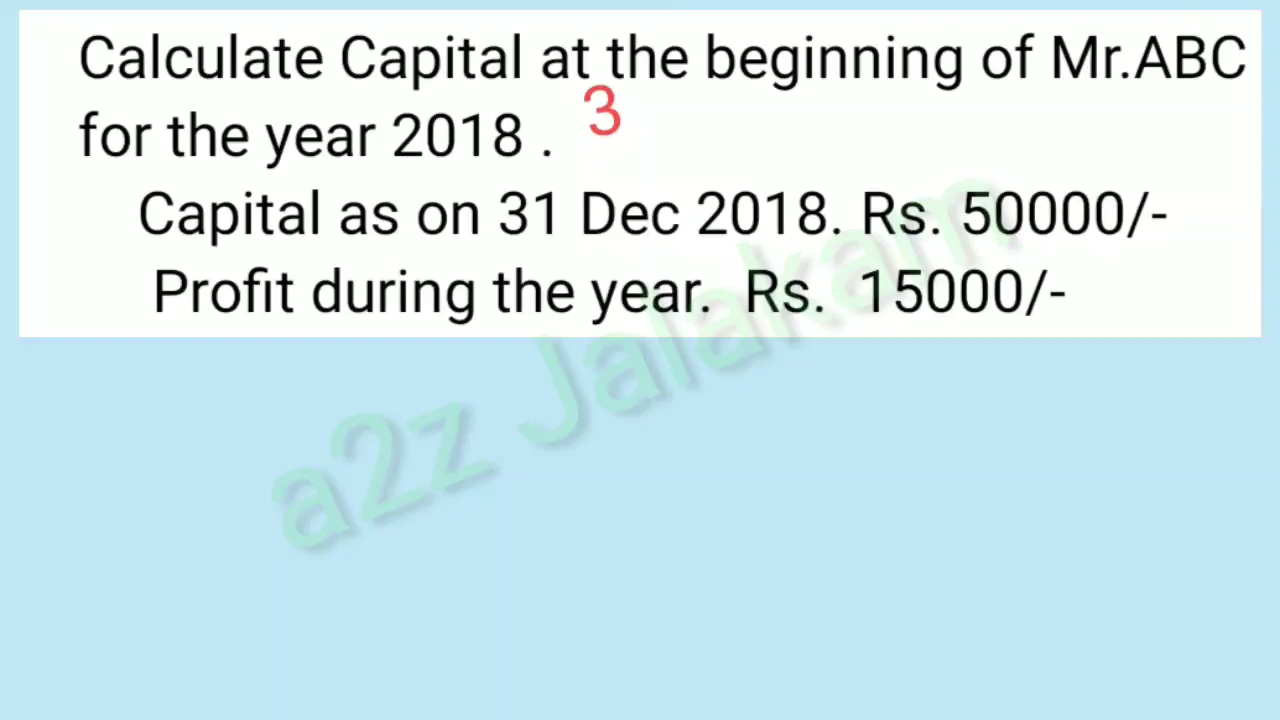 Calculate Capital at the beginning of Mr.ABC
for the year 2018 . 3
Capital as on 31 Dec 2018. Rs. 50000/-
Profit during the year. Rs. 15000/-
a2z Jalakam